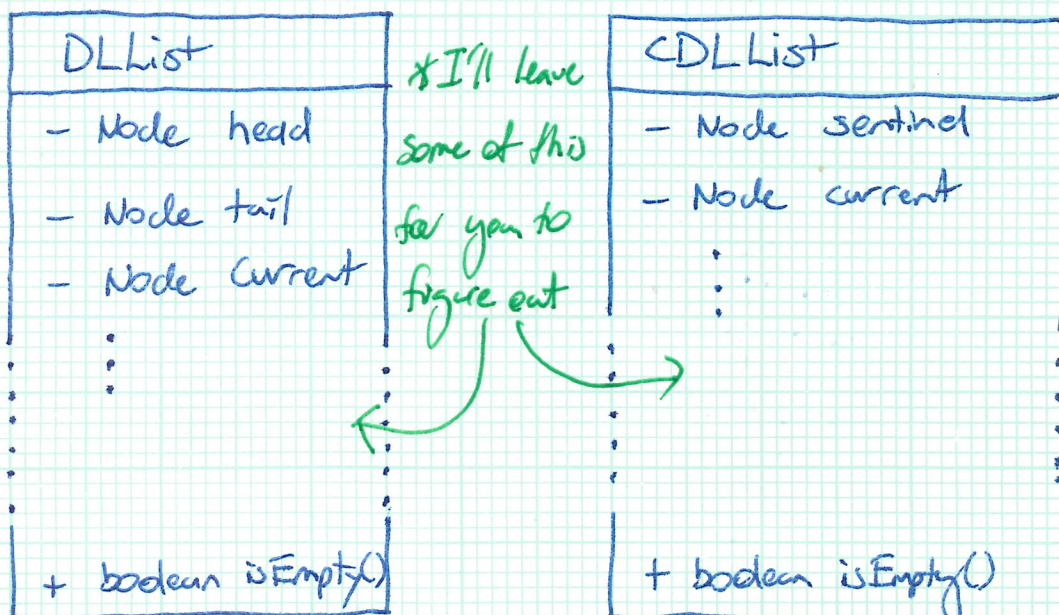 DLList
- Node head
- Node tail
- Node current
+ boolean isEmpty()
*I'll leave
some of this
for you to
figure out
CDLList
- Node sentinel
- Node current
+ boolean isEmpty()